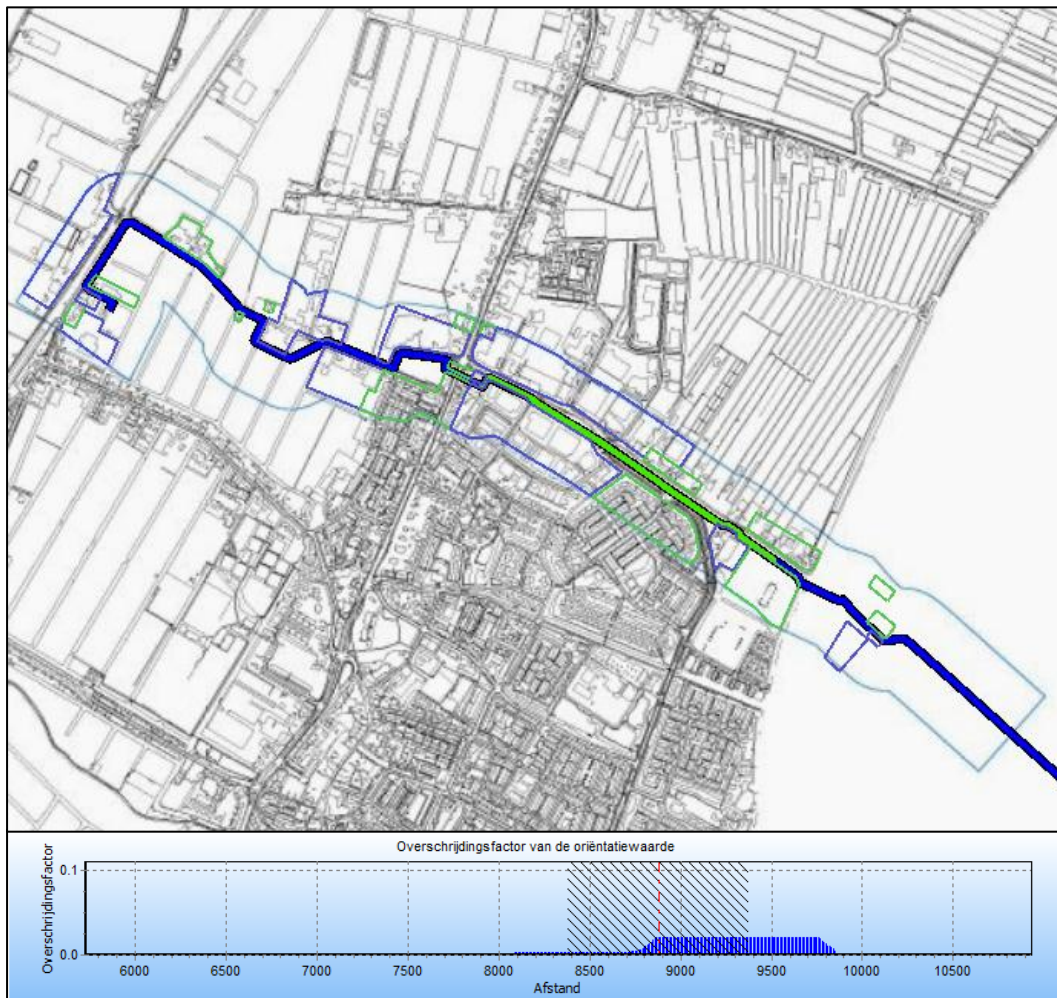 Overschrijdingsfactor van de oriëntatiewaarde
Overschrijdingsfactor
0.1
0.0
6000 6500 7000 7500 8000 8500 9000 9500 10000 10500
Afstand